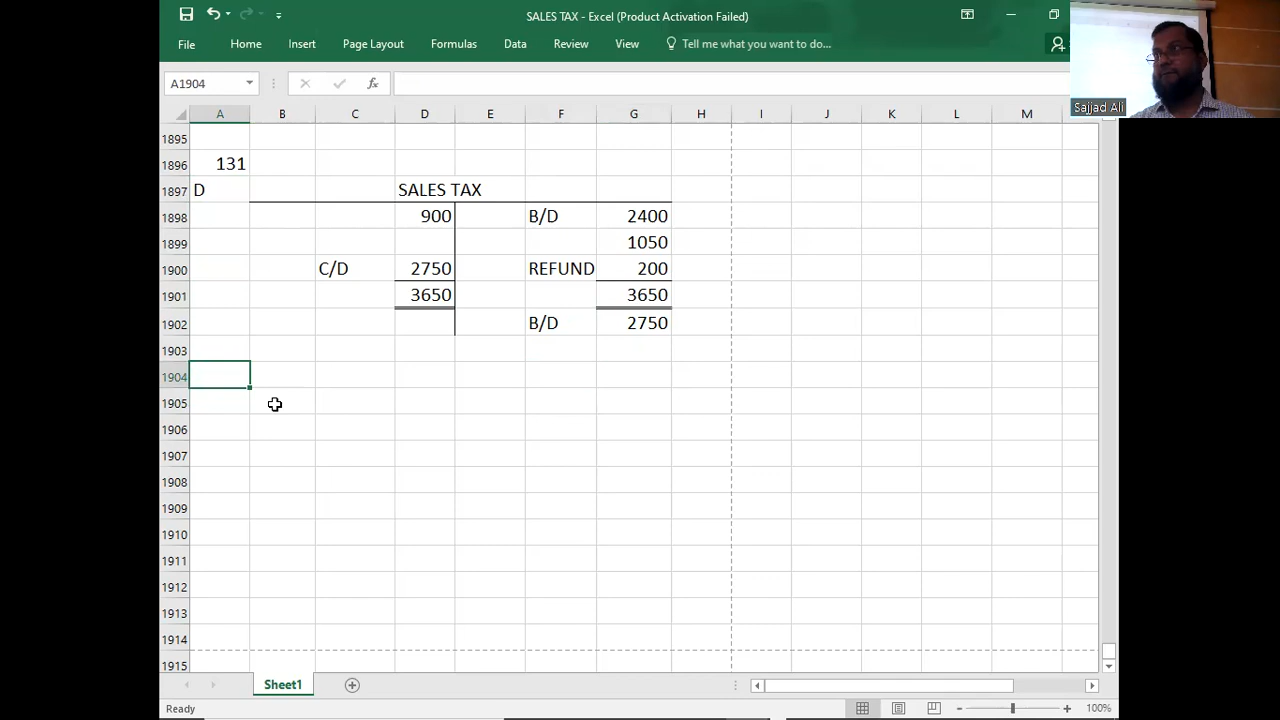 SALES TAX - Excel (Product Activation Failed)
File Home Insert Page Layout Formulas Data Review View Tell me what you want to do...
A1904 fx
Sajjad Ali
A B C D E F G H I J K L M
1895
1896 131
1897 D SALES TAX
1898 900 B/D 2400
1899 1050
1900 C/D 2750 REFUND 200
1901 3650 3650
1902 B/D 2750
1903
1904
1905
1906
1907
1908
1909
1910
1911
1912
1913
1914
1915
Sheet1
Ready 100%